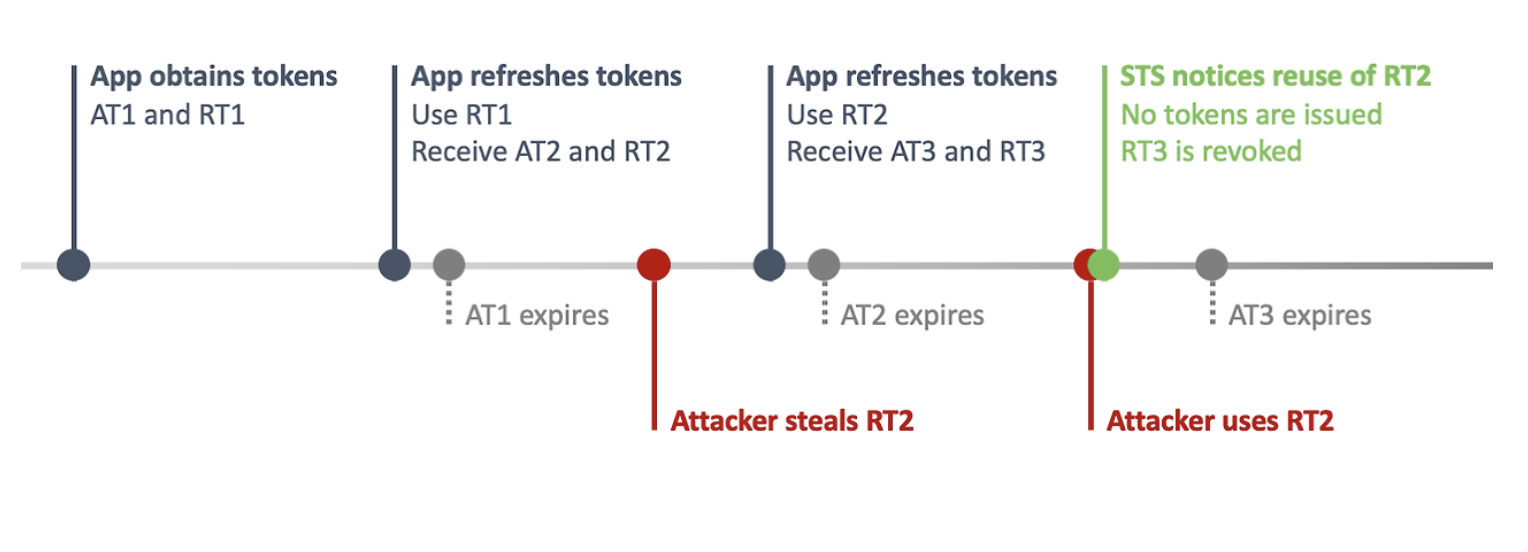 App obtains tokens
AT1 and RT1
App refreshes tokens
Use RT1
Receive AT2 and RT2
App refreshes tokens
Use RT2
Receive AT3 and RT3
STS notices reuse of RT2
No tokens are issued
RT3 is revoked
AT1 expires
AT2 expires
AT3 expires
Attacker steals RT2
Attacker uses RT2